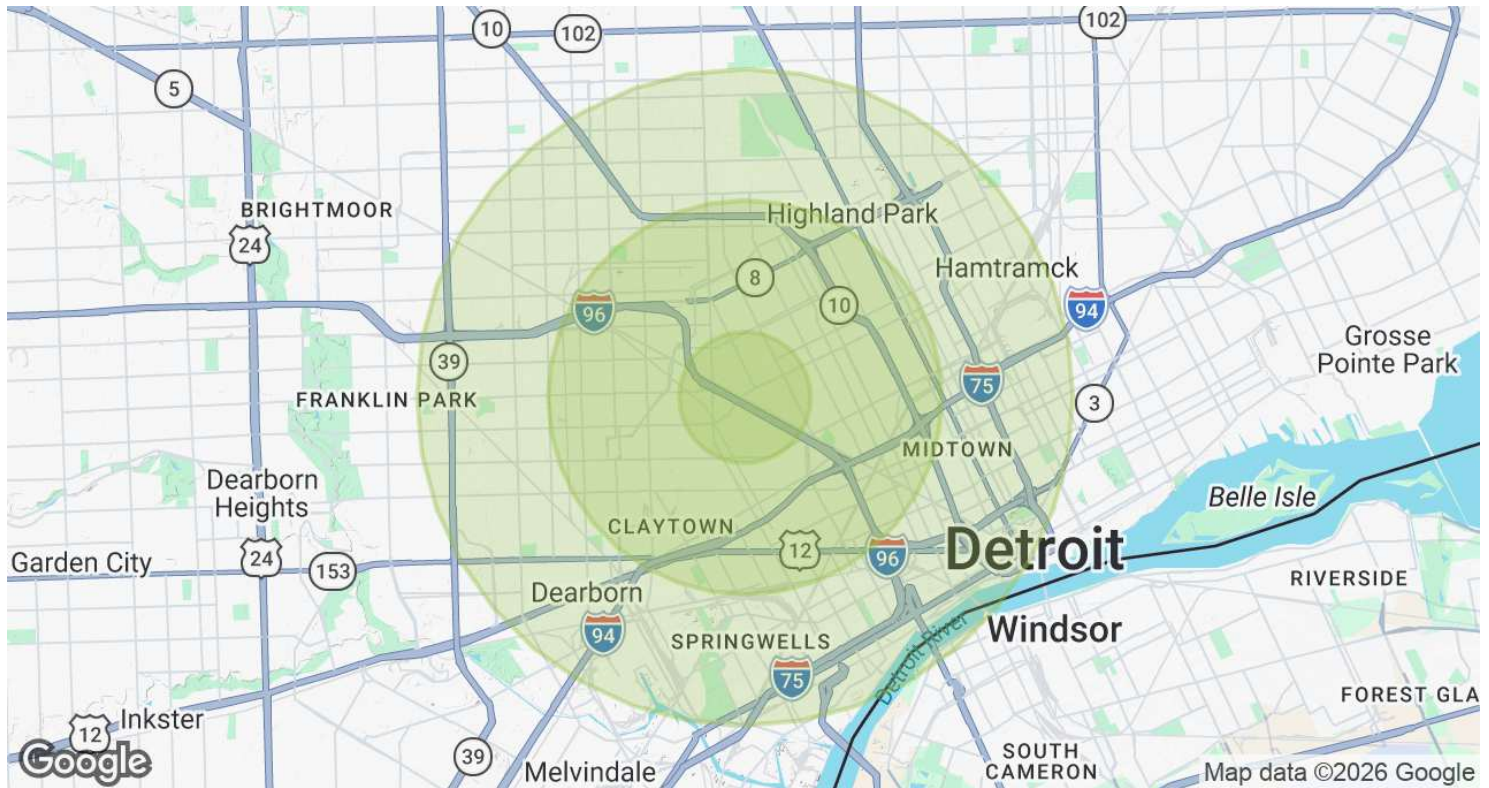 10
102
102
5
BRIGHTMOOR
24
Highland Park
8
Hamtramck
96
10
94
39
Grosse
Pointe Park
75
FRANKLIN PARK
3
MIDTOWN
Dearborn
Heights
Belle Isle
CLAYTOWN
24
12
96
Detroit
Garden City
153
RIVERSIDE
Dearborn
94
SPRINGWELLS
Windsor
Detroit River
75
FOREST GLA
Inkster
12
39
SOUTH
CAMERON
Google
Melvindale
Map data ©2026 Google